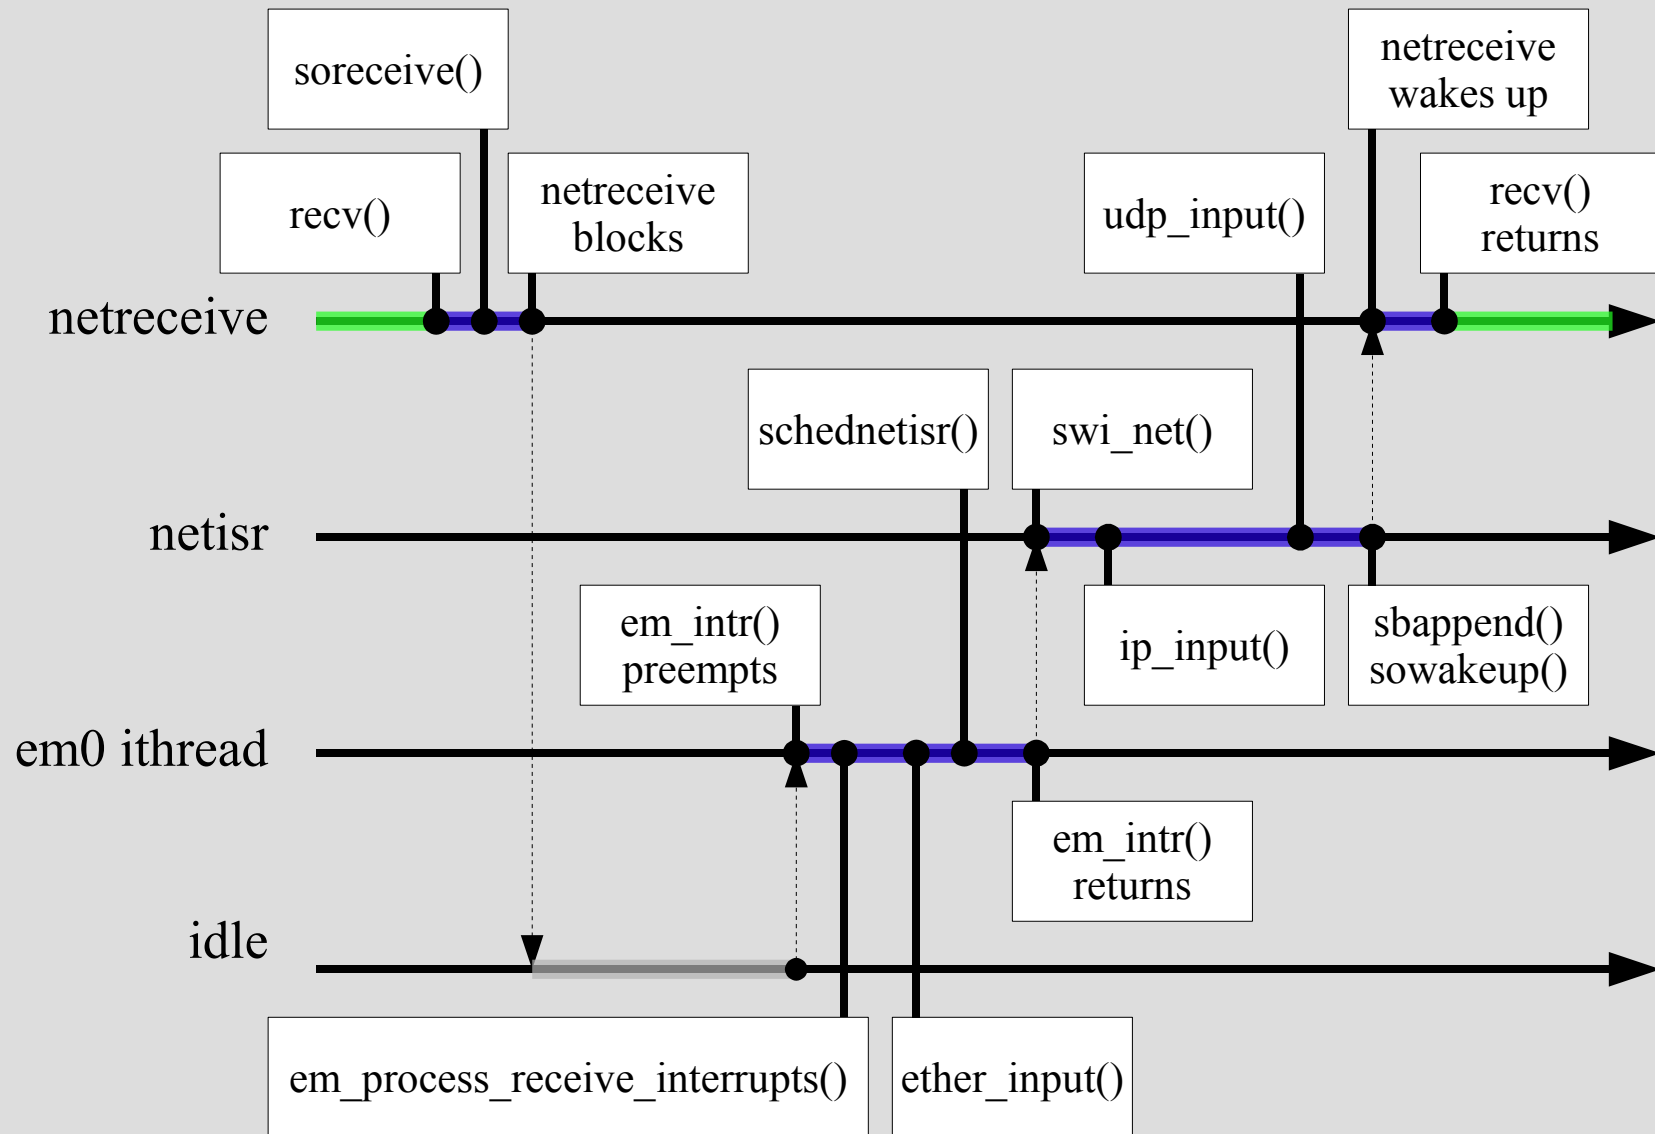 soreceive()
netreceive
wakes up
recv()
netreceive
blocks
udp_input()
recv()
returns
netreceive
schednetisr()
swi_net()
netisr
em_intr()
preempts
ip_input()
sbappend()
sowakeup()
em0 ithread
em_intr()
returns
idle
em_process_receive_interrupts()
ether_input()